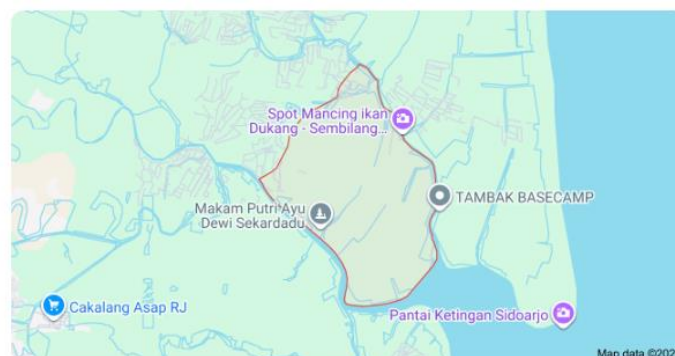 Spot Mancing ikan
Dukang - Sembilang...
TAMBAK BASECAMP
Makam Putri Ayu
Dewi Sekardadu
Cakalang Asap RJ
Pantai Ketingan Sidoarjo
Map data ©202